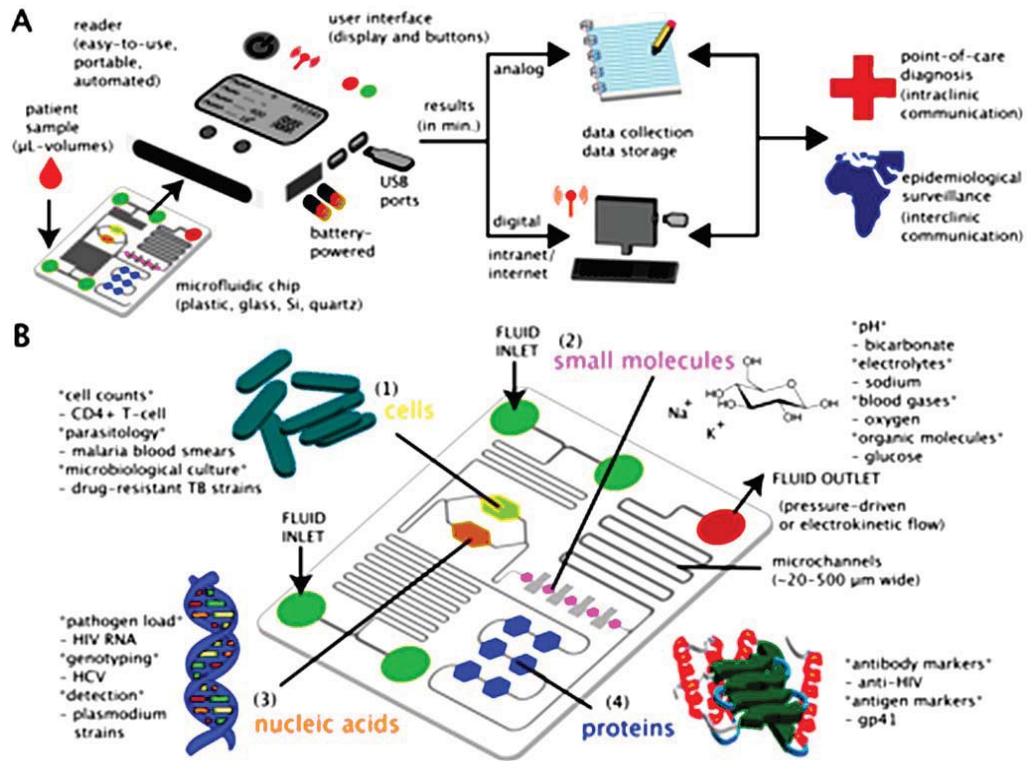 A
reader
(easy-to-use,
portable,
automated)
user interface
(display and buttons)
patient
sample
(μL-volumes)
USB
ports
battery-
powered
microfluidic chip
(plastic, glass, Si, quartz)
results
(in min.)
analog
data collection
data storage
digital
intranet/
internet
point-of-care
diagnosis
(intraclinic
communication)
epidemiological
surveillance
(interclinic
communication)
B
"cell counts"
- CD4+ T-cell
"parasitology"
- malaria blood smears
"microbiological culture"
- drug-resistant TB strains
(1)
cells
FLUID
INLET
(2)
small molecules
Na+
K+
OH
HO
HO
O
OH
OH
"pH"
- bicarbonate
"electrolytes"
- sodium
"blood gases"
- oxygen
"organic molecules"
- glucose
FLUID OUTLET
(pressure-driven
or electrokinetic flow)
microchannels
(~20-500 μm wide)
FLUID
INLET
"pathogen load"
- HIV RNA
"genotyping"
- HCV
"detection"
- plasmodium
strains
(3)
nucleic acids
(4)
proteins
"antibody markers"
- anti-HIV
"antigen markers"
- gp41